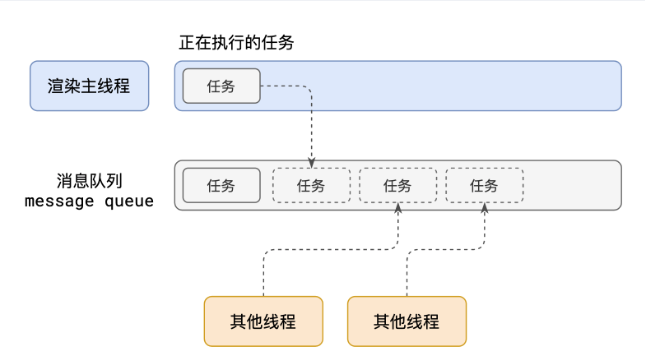 正在执行的任务
渲染主线程
任务
消息队列
message queue
任务
任务
任务
任务
其他线程
其他线程